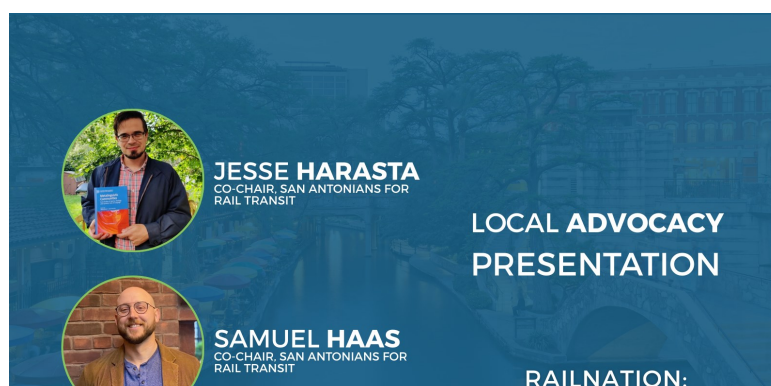 JESSE HARASTA
CO-CHAIR, SAN ANTONIANS FOR
RAIL TRANSIT
LOCAL ADVOCACY
PRESENTATION
SAMUEL HAAS
CO-CHAIR, SAN ANTONIANS FOR
RAIL TRANSIT
RAILNATION: